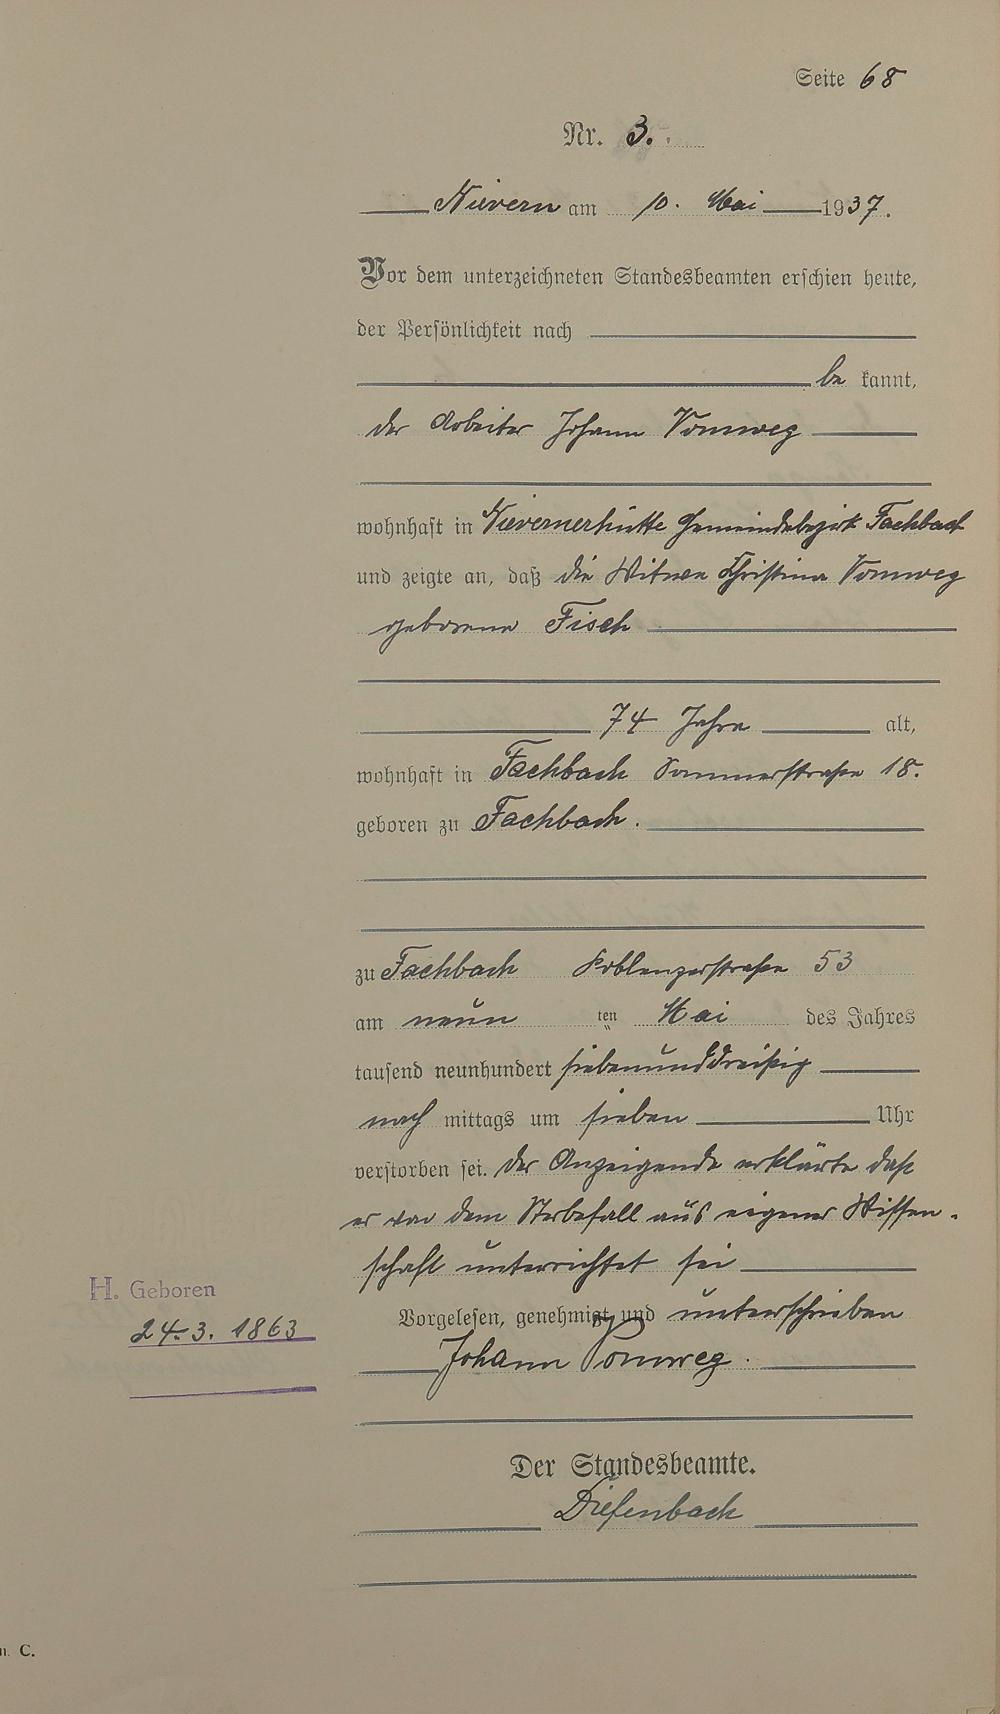 Seite 68
Nr. 3.
Nievern am 10. Mai 1937.
Vor dem unterzeichneten Standesbeamten erschien heute,
der Persönlichkeit nach
be kannt,
der Arbeiter Johann Vomweg
wohnhaft in Nievernerhütte Gemeindebezirk Fachbach
und zeigte an, daß die Witwe Christina Vomweg
geborene Fisch
74 Jahre alt,
wohnhaft in Fachbach Sommerstraße 18.
geboren zu Fachbach.
zu Fachbach Koblenzerstraße 53
am neun ten Mai des Jahres
tausend neunhundert siebenunddreißig
nach mittags um sieben Uhr
verstorben sei. Der Anzeigende erklärte daß
er von dem Sterbefall aus eigener Wissen-
schaft unterrichtet sei
H. Geboren
24.3. 1863
Vorgelesen, genehmigt und unterschrieben
Johann Vomweg.
Der Standesbeamte.
Diefenbach
C.